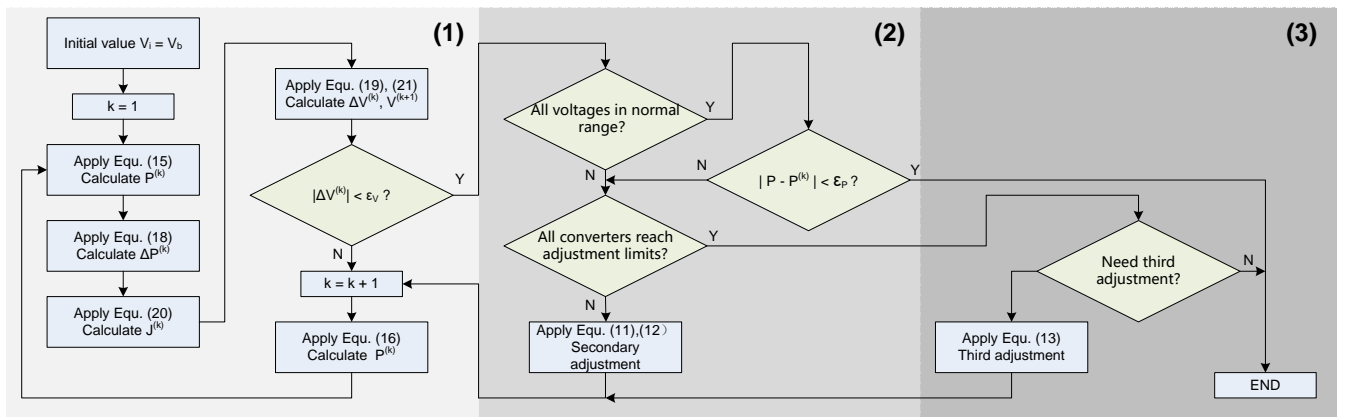 (1)
Initial value Vᵢ = V_b
k = 1
Apply Equ. (15)
Calculate P⁽ᵏ⁾
Apply Equ. (18)
Calculate ΔP⁽ᵏ⁾
Apply Equ. (20)
Calculate J⁽ᵏ⁾
Apply Equ. (19), (21)
Calculate ΔV⁽ᵏ⁾, V⁽ᵏ⁺¹⁾
|ΔV⁽ᵏ⁾| < ε_V ?
Y
N
k = k + 1
Apply Equ. (16)
Calculate P⁽ᵏ⁾
(2)
All voltages in normal
range?
Y
N
| P - P⁽ᵏ⁾ | < ε_P ?
N
Y
All converters reach
adjustment limits?
Y
N
Apply Equ. (11),(12）
Secondary
adjustment
(3)
Need third
adjustment?
N
Y
Apply Equ. (13)
Third adjustment
END